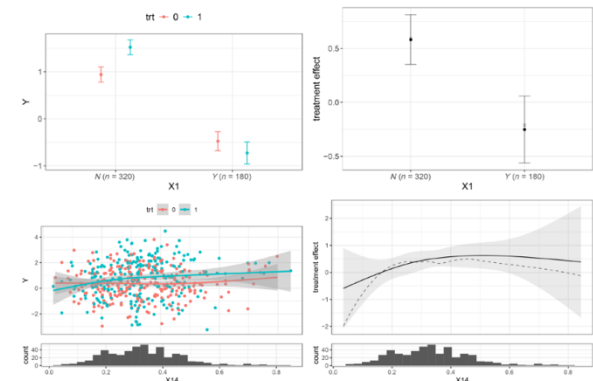 trt 0 1
Y
1
0
−1
N (n = 320) Y (n = 180)
X1
treatment effect
0.5
0.0
−0.5
N (n = 320) Y (n = 180)
X1
trt 0 1
Y
4
2
0
−2
count
40
20
0
0.0 0.2 0.4 0.6 0.8
X14
treatment effect
2
1
0
−1
−2
count
40
20
0
0.0 0.2 0.4 0.6 0.8
X14